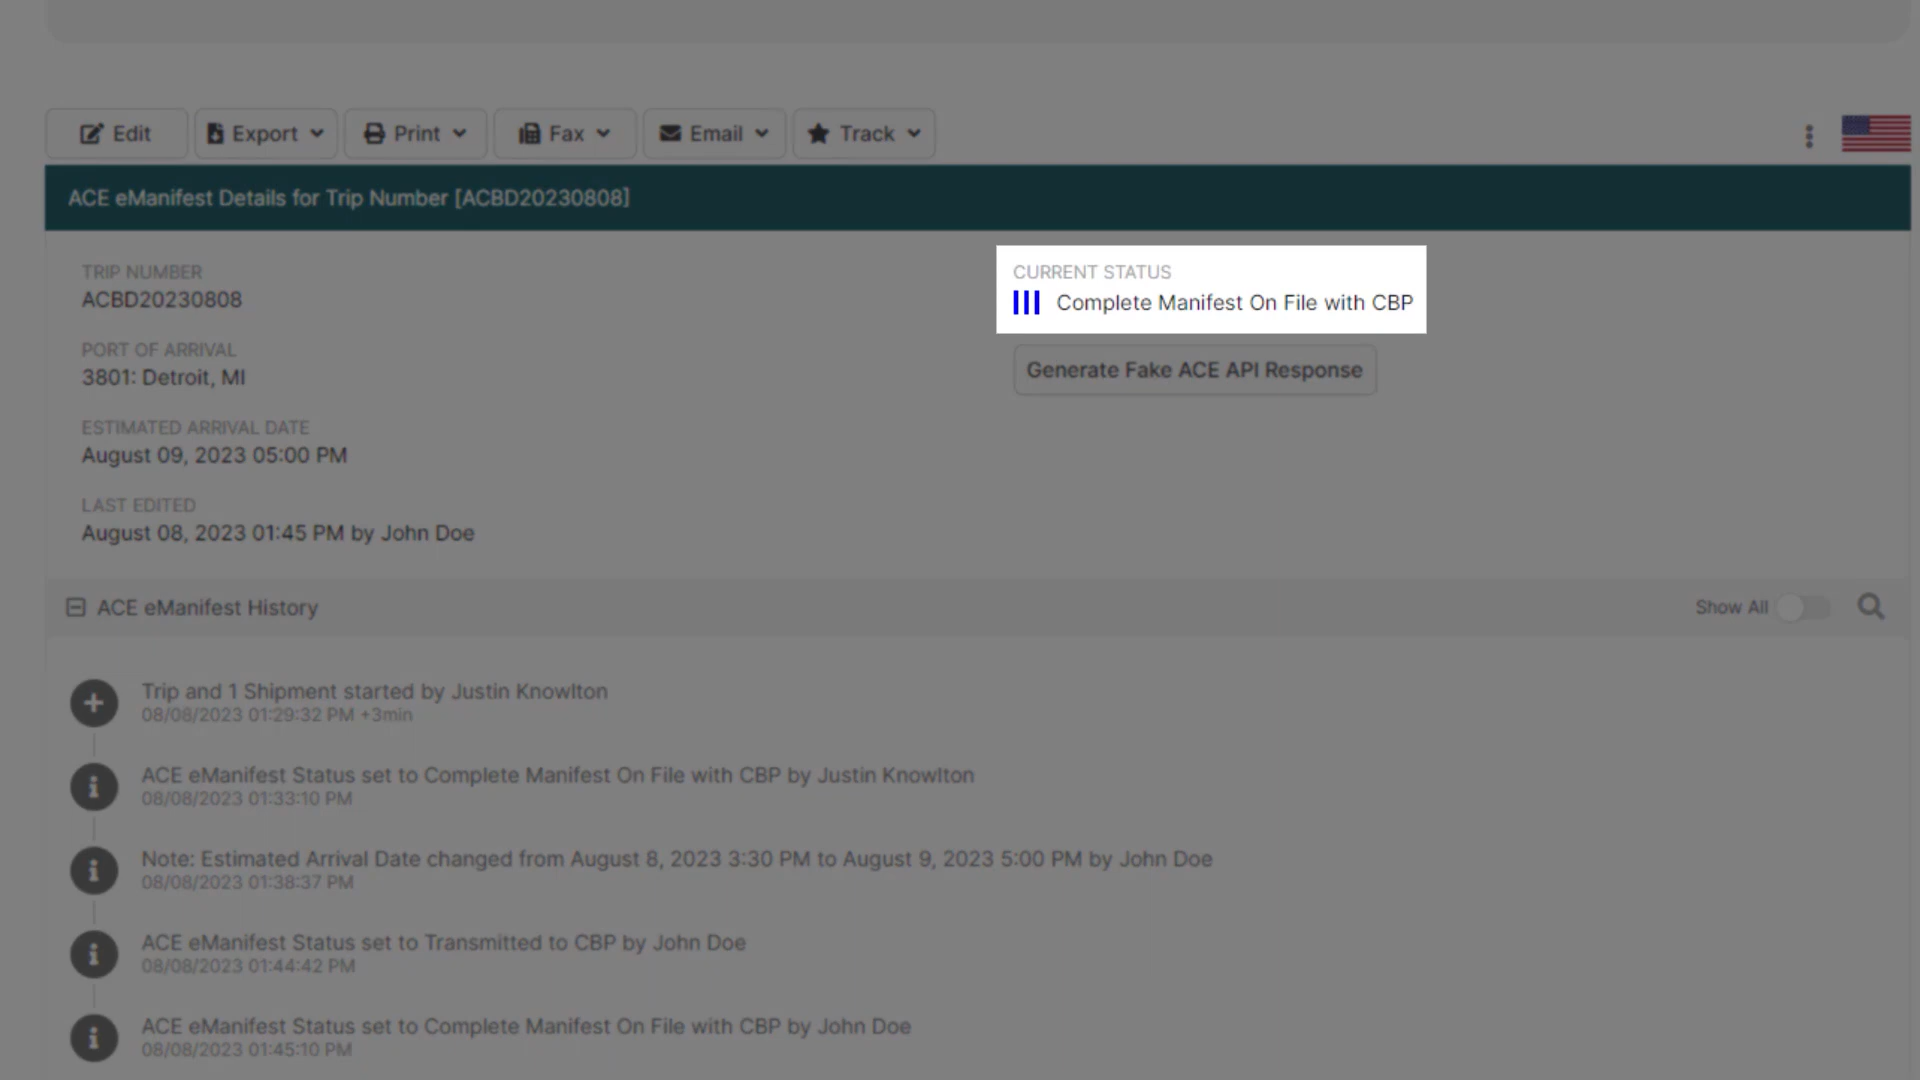 Edit
Export
Print
Fax
Email
Track
ACE eManifest Details for Trip Number [ACBD20230808]
TRIP NUMBER
ACBD20230808
PORT OF ARRIVAL
3801: Detroit, MI
ESTIMATED ARRIVAL DATE
August 09, 2023 05:00 PM
LAST EDITED
August 08, 2023 01:45 PM by John Doe
CURRENT STATUS
Complete Manifest On File with CBP
Generate Fake ACE API Response
ACE eManifest History
Show All
Trip and 1 Shipment started by Justin Knowlton
08/08/2023 01:29:32 PM +3min
ACE eManifest Status set to Complete Manifest On File with CBP by Justin Knowlton
08/08/2023 01:33:10 PM
Note: Estimated Arrival Date changed from August 8, 2023 3:30 PM to August 9, 2023 5:00 PM by John Doe
08/08/2023 01:38:37 PM
ACE eManifest Status set to Transmitted to CBP by John Doe
08/08/2023 01:44:42 PM
ACE eManifest Status set to Complete Manifest On File with CBP by John Doe
08/08/2023 01:45:10 PM